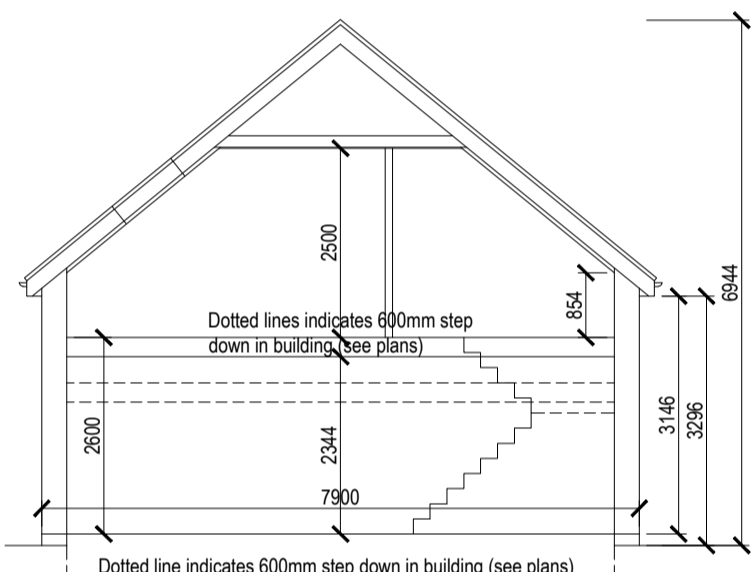 6944
2500
854
Dotted lines indicates 600mm step
down in building (see plans)
2600
2344
3146
3296
7900
Dotted line indicates 600mm step down in building (see plans)